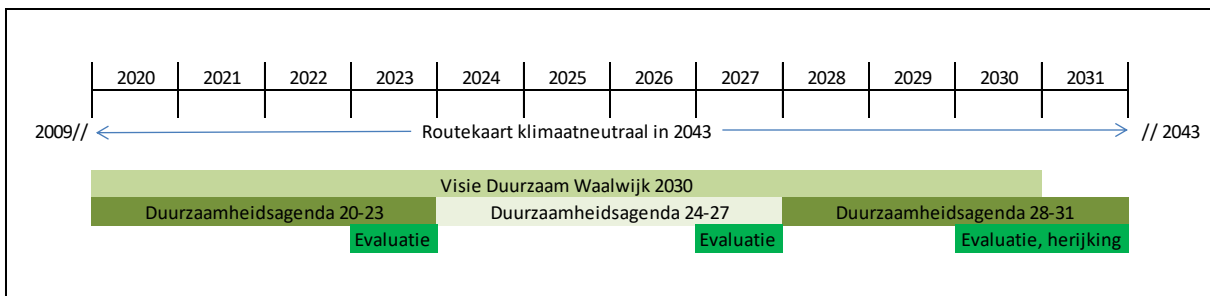 2020 2021 2022 2023 2024 2025 2026 2027 2028 2029 2030 2031
2009// Routekaart klimaatneutraal in 2043 // 2043
Visie Duurzaam Waalwijk 2030
Duurzaamheidsagenda 20-23 Duurzaamheidsagenda 24-27 Duurzaamheidsagenda 28-31
Evaluatie Evaluatie Evaluatie, herijking